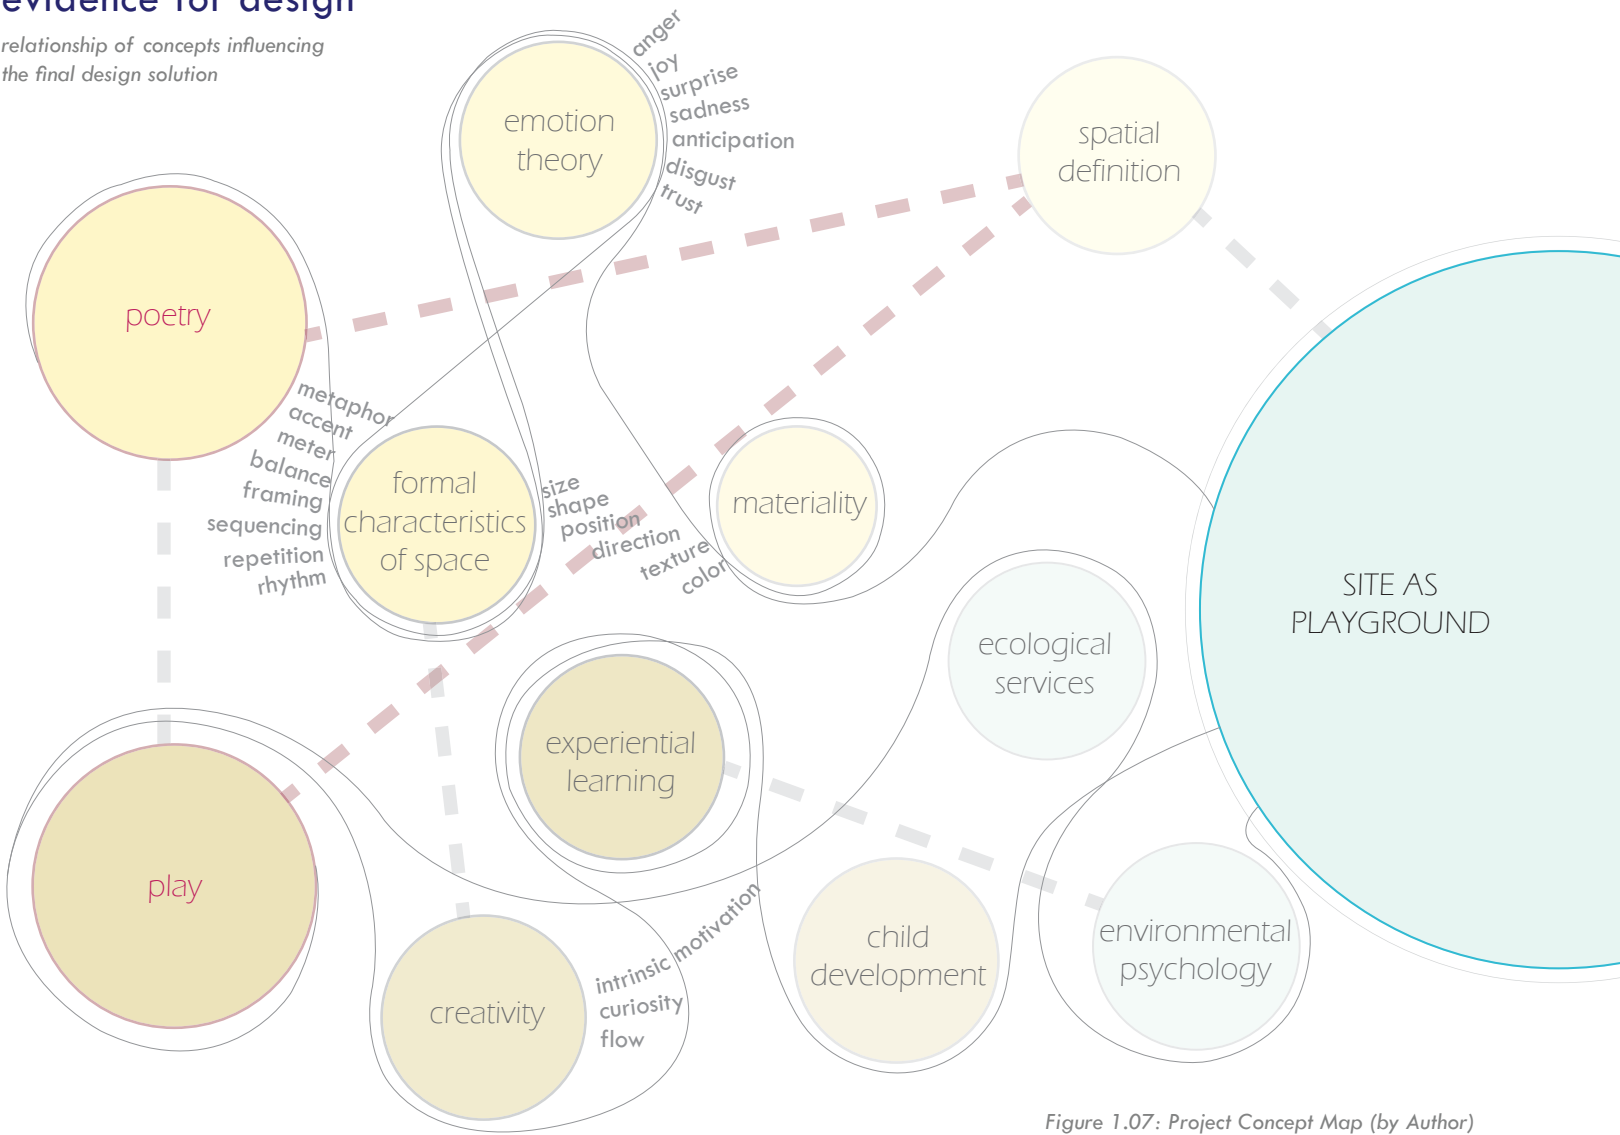 evidence for design
relationship of concepts influencing
the final design solution
anger
joy
surprise
sadness
anticipation
disgust
trust
emotion
theory
spatial
definition
poetry
metaphor
accent
meter
balance
framing
sequencing
repetition
rhythm
formal
characteristics
of space
size
shape
position
direction
texture
color
materiality
SITE AS
PLAYGROUND
ecological
services
experiential
learning
play
creativity
intrinsic motivation
curiosity
flow
child
development
environmental
psychology
Figure 1.07: Project Concept Map (by Author)